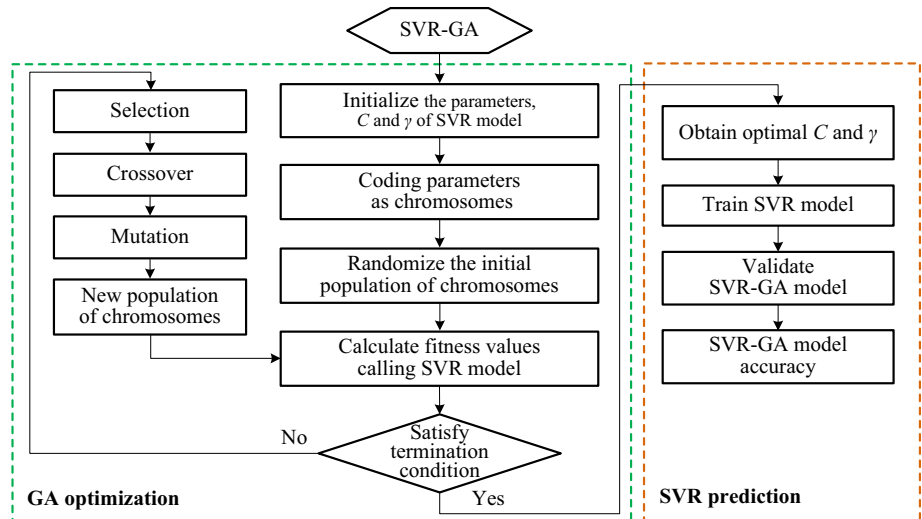 SVR-GA
Selection
Crossover
Mutation
New population
of chromosomes
Initialize the parameters,
C and γ of SVR model
Coding parameters
as chromosomes
Randomize the initial
population of chromosomes
Calculate fitness values
calling SVR model
Satisfy
termination
condition
No
Yes
GA optimization
Obtain optimal C and γ
Train SVR model
Validate
SVR-GA model
SVR-GA model
accuracy
SVR prediction